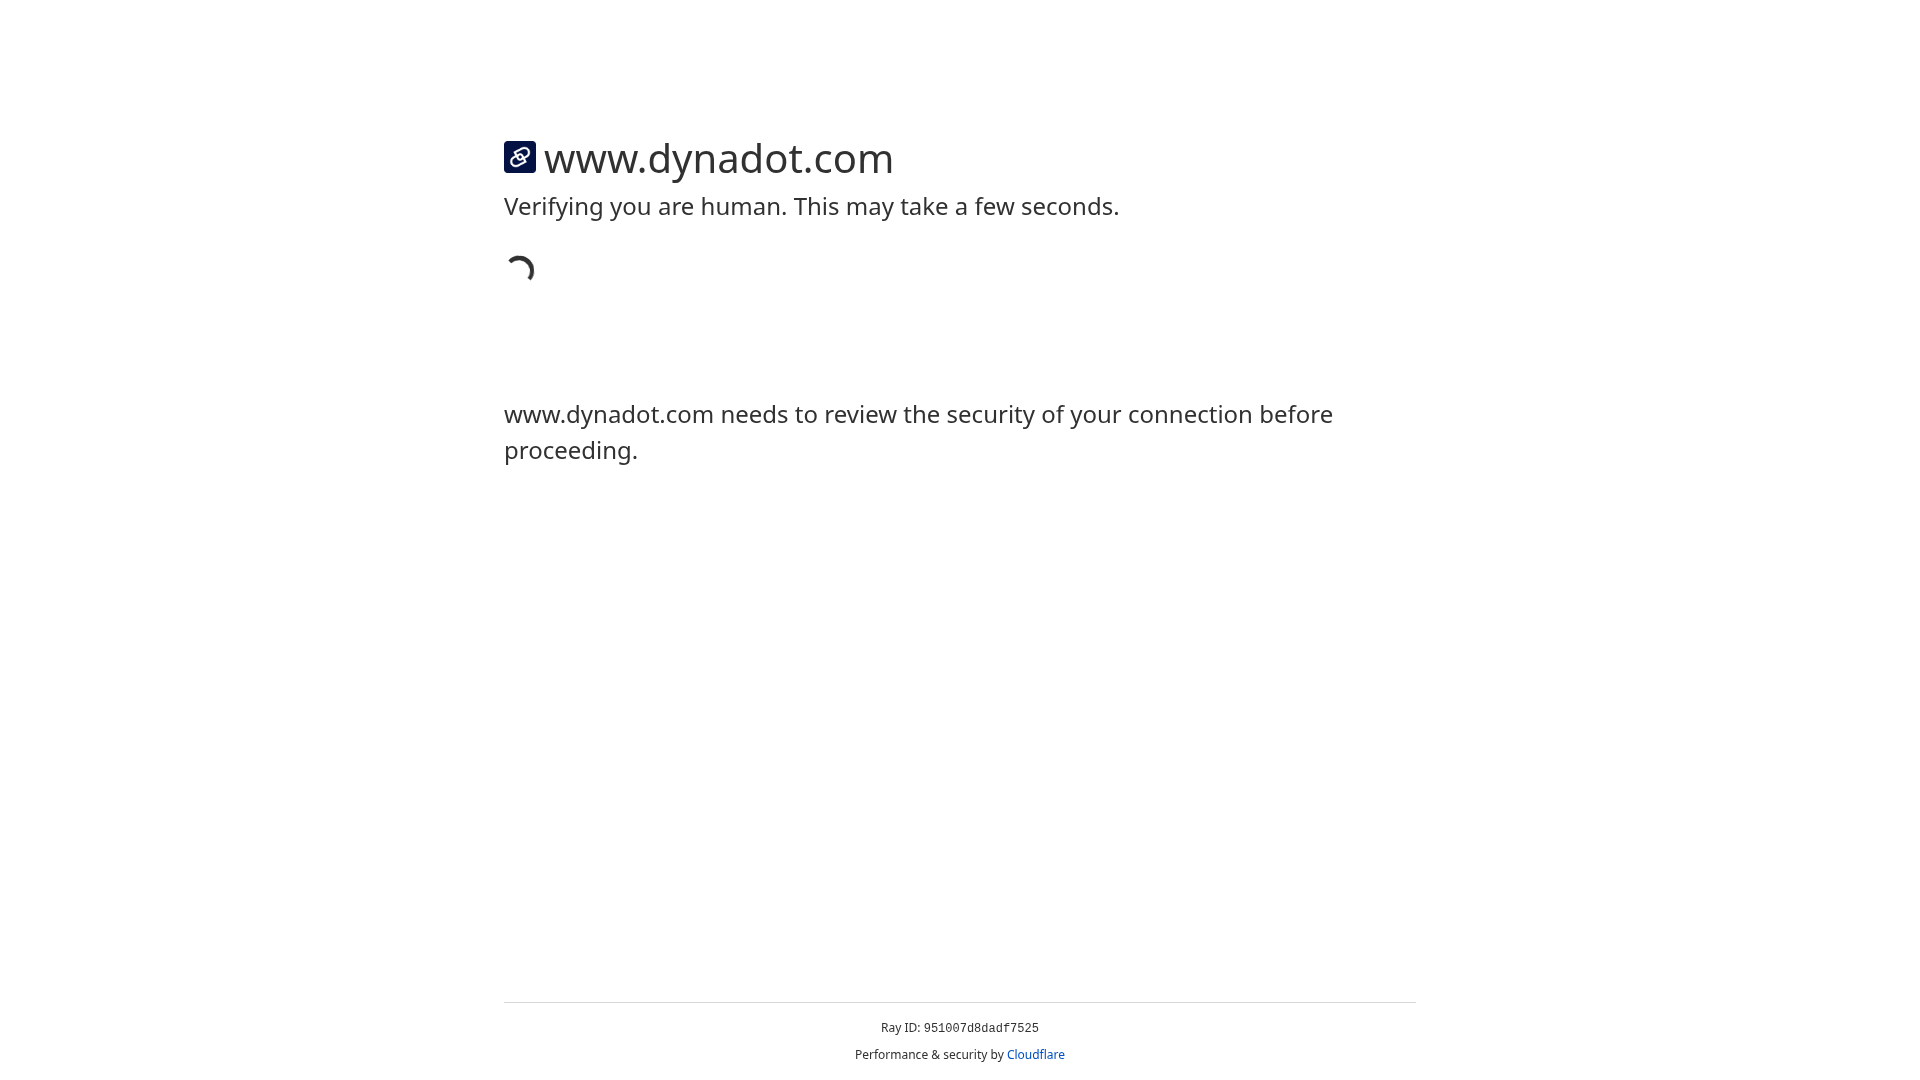 www.dynadot.com
Verifying you are human. This may take a few seconds.
www.dynadot.com needs to review the security of your connection before
proceeding.
Ray ID: 951007d8dadf7525
Performance & security by Cloudflare